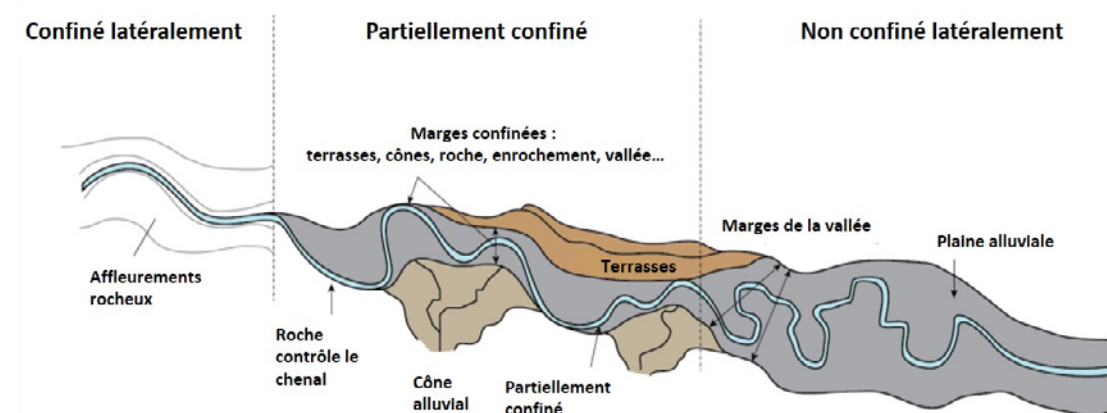 Confiné latéralement
Partiellement confiné
Non confiné latéralement
Marges confinées :
terrasses, cônes, roche, enrochement, vallée...
Marges de la vallée
Plaine alluviale
Terrasses
Affleurements
rocheux
Roche
contrôle le
chenal
Cône
alluvial
Partiellement
confiné